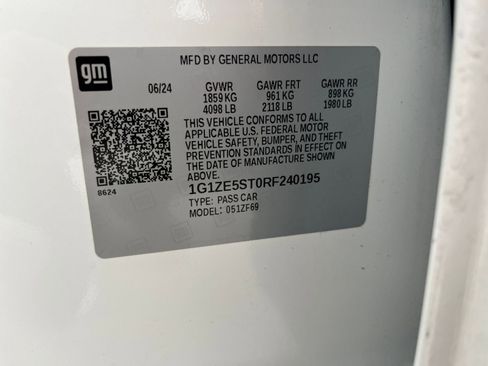 gm
MFD BY GENERAL MOTORS LLC
06/24 GVWR GAWR FRT GAWR RR
1859 KG 961 KG 898 KG
4098 LB 2118 LB 1980 LB
THIS VEHICLE CONFORMS TO ALL
APPLICABLE U.S. FEDERAL MOTOR
VEHICLE SAFETY, BUMPER, AND THEFT
PREVENTION STANDARDS IN EFFECT ON
THE DATE OF MANUFACTURE SHOWN
ABOVE.
8624
1G1ZE5ST0RF240195
TYPE: PASS CAR
MODEL: 051ZF69